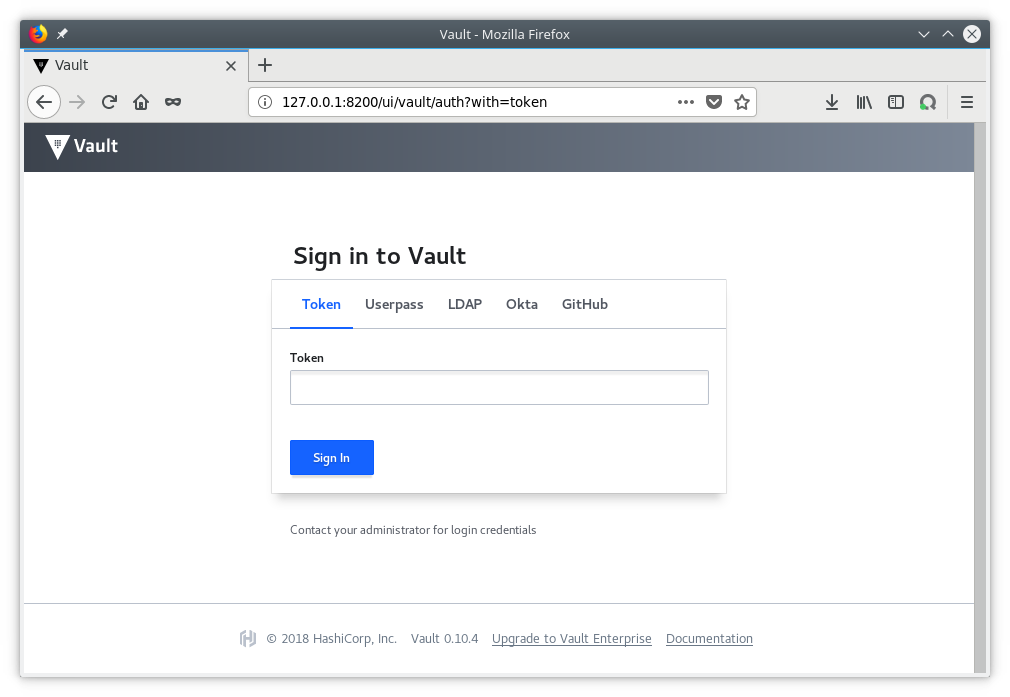 Vault - Mozilla Firefox
Vault
127.0.0.1:8200/ui/vault/auth?with=token
Vault
Sign in to Vault
Token Userpass LDAP Okta GitHub
Token
Sign In
Contact your administrator for login credentials
© 2018 HashiCorp, Inc. Vault 0.10.4 Upgrade to Vault Enterprise Documentation